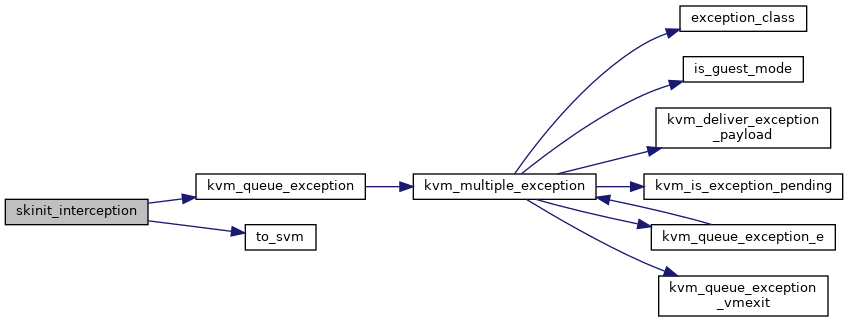 exception_class
is_guest_mode
kvm_deliver_exception
_payload
kvm_queue_exception
kvm_multiple_exception
kvm_is_exception_pending
skinit_interception
to_svm
kvm_queue_exception_e
kvm_queue_exception
_vmexit